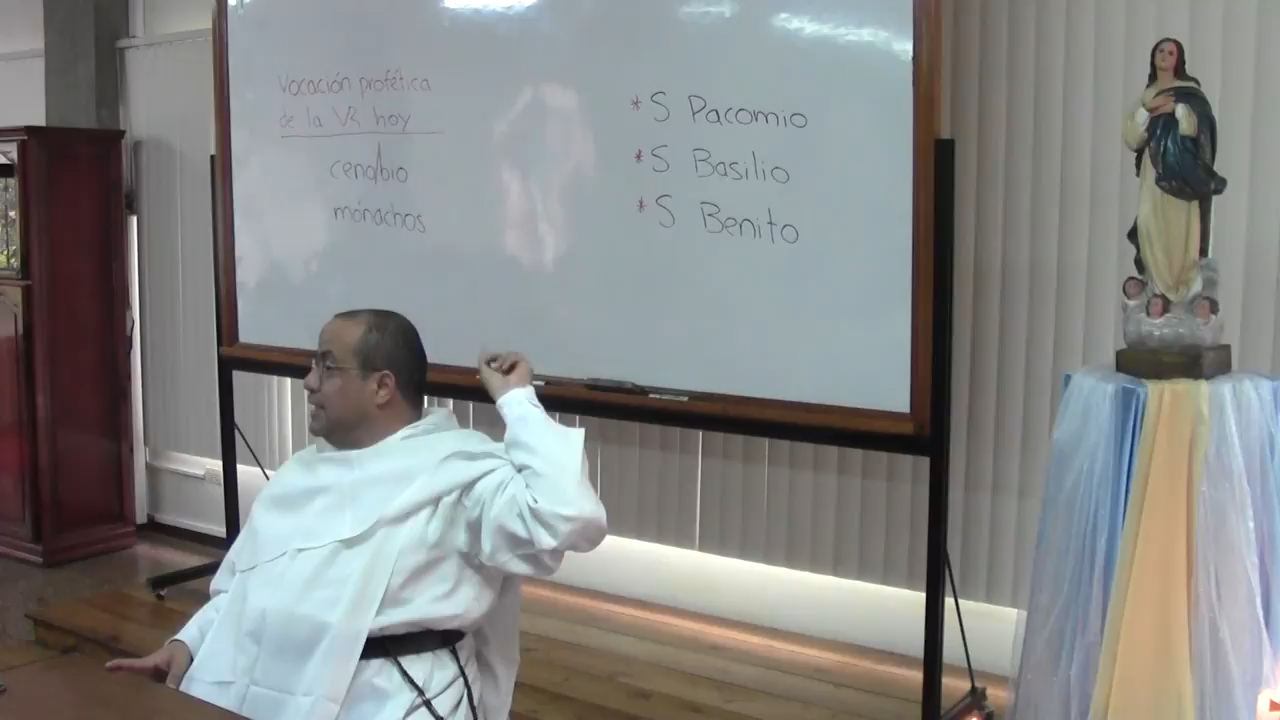 Vocación profética
de la VR hoy
cenobio
mónachos
* S Pacomio
* S Basilio
* S Benito